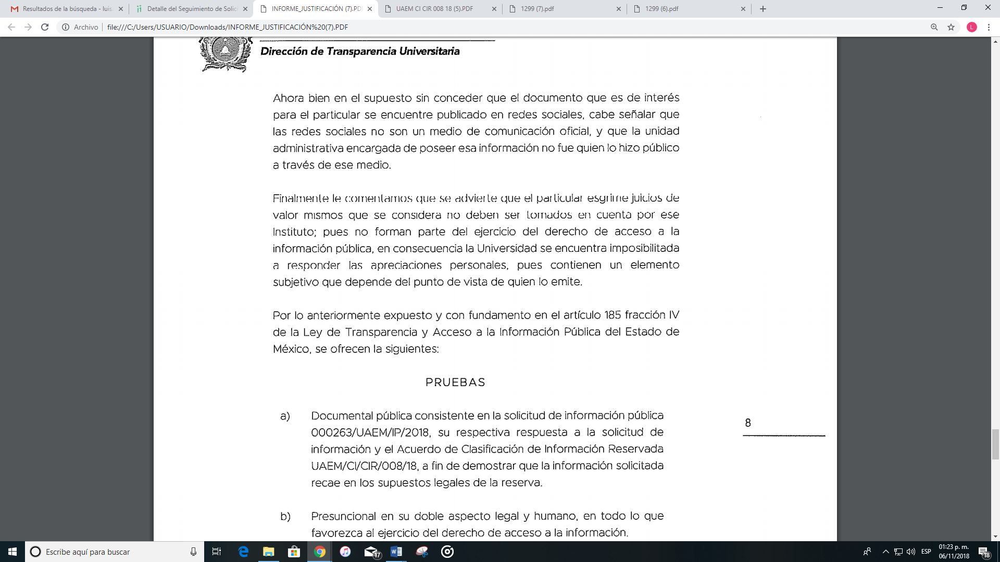 Resultados de la búsqueda - luis.
Detalle del Seguimiento de Solici
INFORME_JUSTIFICACIÓN (7).PD
UAEM CI CIR 008 18 (5).PDF
1299 (7).pdf
1299 (6).pdf
Archivo
file:///C:/Users/USUARIO/Downloads/INFORME_JUSTIFICACIÓN%20(7).PDF
L
Dirección de Transparencia Universitaria
Ahora bien en el supuesto sin conceder que el documento que es de interés
para el particular se encuentre publicado en redes sociales, cabe señalar que
las redes sociales no son un medio de comunicación oficial, y que la unidad
administrativa encargada de poseer esa información no fue quien lo hizo público
a través de ese medio.
Finalmente le comentamos que se advierte que el particular esgrime juicios de
valor mismos que se considera no deben ser tomados en cuenta por ese
Instituto; pues no forman parte del ejercicio del derecho de acceso a la
información pública, en consecuencia la Universidad se encuentra imposibilitada
a responder las apreciaciones personales, pues contienen un elemento
subjetivo que depende del punto de vista de quien lo emite.
Por lo anteriormente expuesto y con fundamento en el artículo 185 fracción IV
de la Ley de Transparencia y Acceso a la Información Pública del Estado de
México, se ofrecen la siguientes:
PRUEBAS
a) Documental pública consistente en la solicitud de información pública
000263/UAEM/IP/2018, su respectiva respuesta a la solicitud de
información y el Acuerdo de Clasificación de Información Reservada
UAEM/CI/CIR/008/18, a fin de demostrar que la información solicitada
recae en los supuestos legales de la reserva.
8
b) Presuncional en su doble aspecto legal y humano, en todo lo que
favorezca al ejercicio del derecho de acceso a la información.
Escribe aquí para buscar
17
ESP
01:23 p. m.
06/11/2018
18